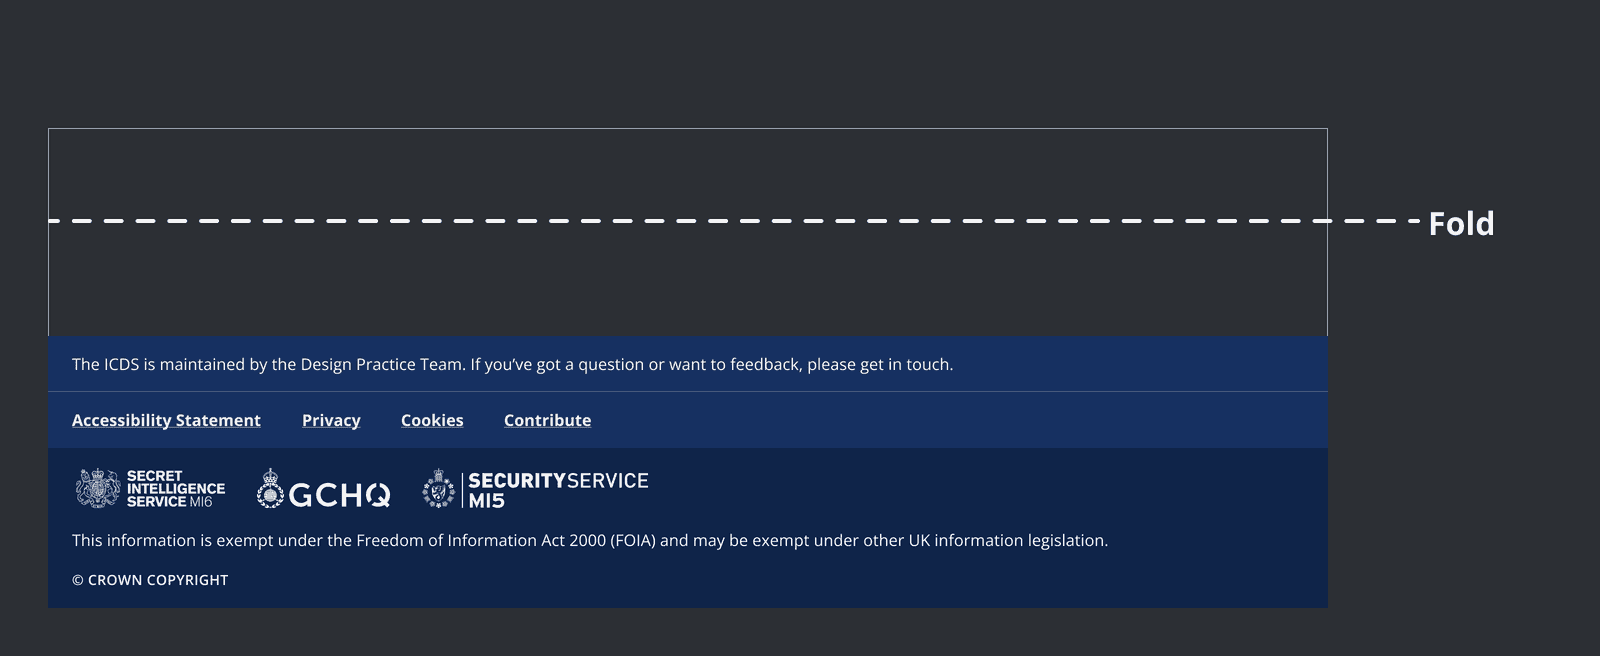 Fold
The ICDS is maintained by the Design Practice Team. If you’ve got a question or want to feedback, please get in touch.
Accessibility Statement Privacy Cookies Contribute
SECRET
INTELLIGENCE
SERVICE MI6
GCHQ
SECURITYSERVICE
MI5
This information is exempt under the Freedom of Information Act 2000 (FOIA) and may be exempt under other UK information legislation.
© CROWN COPYRIGHT